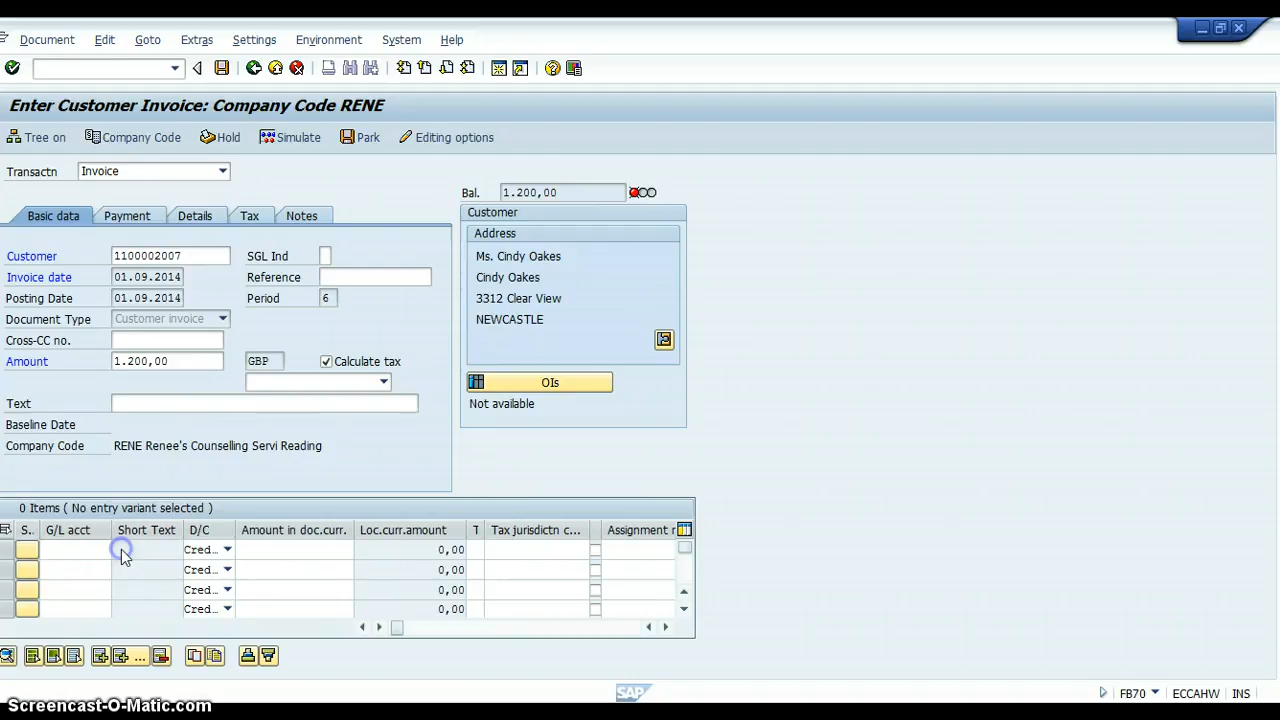 Document Edit Goto Extras Settings Environment System Help
Enter Customer Invoice: Company Code RENE
Tree on Company Code Hold Simulate Park Editing options
Transactn Invoice
Bal. 1.200,00
Basic data Payment Details Tax Notes
Customer 1100002007 SGL Ind
Invoice date 01.09.2014 Reference
Posting Date 01.09.2014 Period 6
Document Type Customer invoice
Cross-CC no.
Amount 1.200,00 GBP Calculate tax
Text
Baseline Date
Company Code RENE Renee's Counselling Servi Reading
Customer
Address
Ms. Cindy Oakes
Cindy Oakes
3312 Clear View
NEWCASTLE
OIs
Not available
0 Items ( No entry variant selected )
S.. G/L acct Short Text D/C Amount in doc.curr. Loc.curr.amount T Tax jurisdictn c... Assignment r
Cred... 0,00
Cred... 0,00
Cred... 0,00
Cred... 0,00
...
SAP FB70 ECCAHW INS
Screencast-O-Matic.com